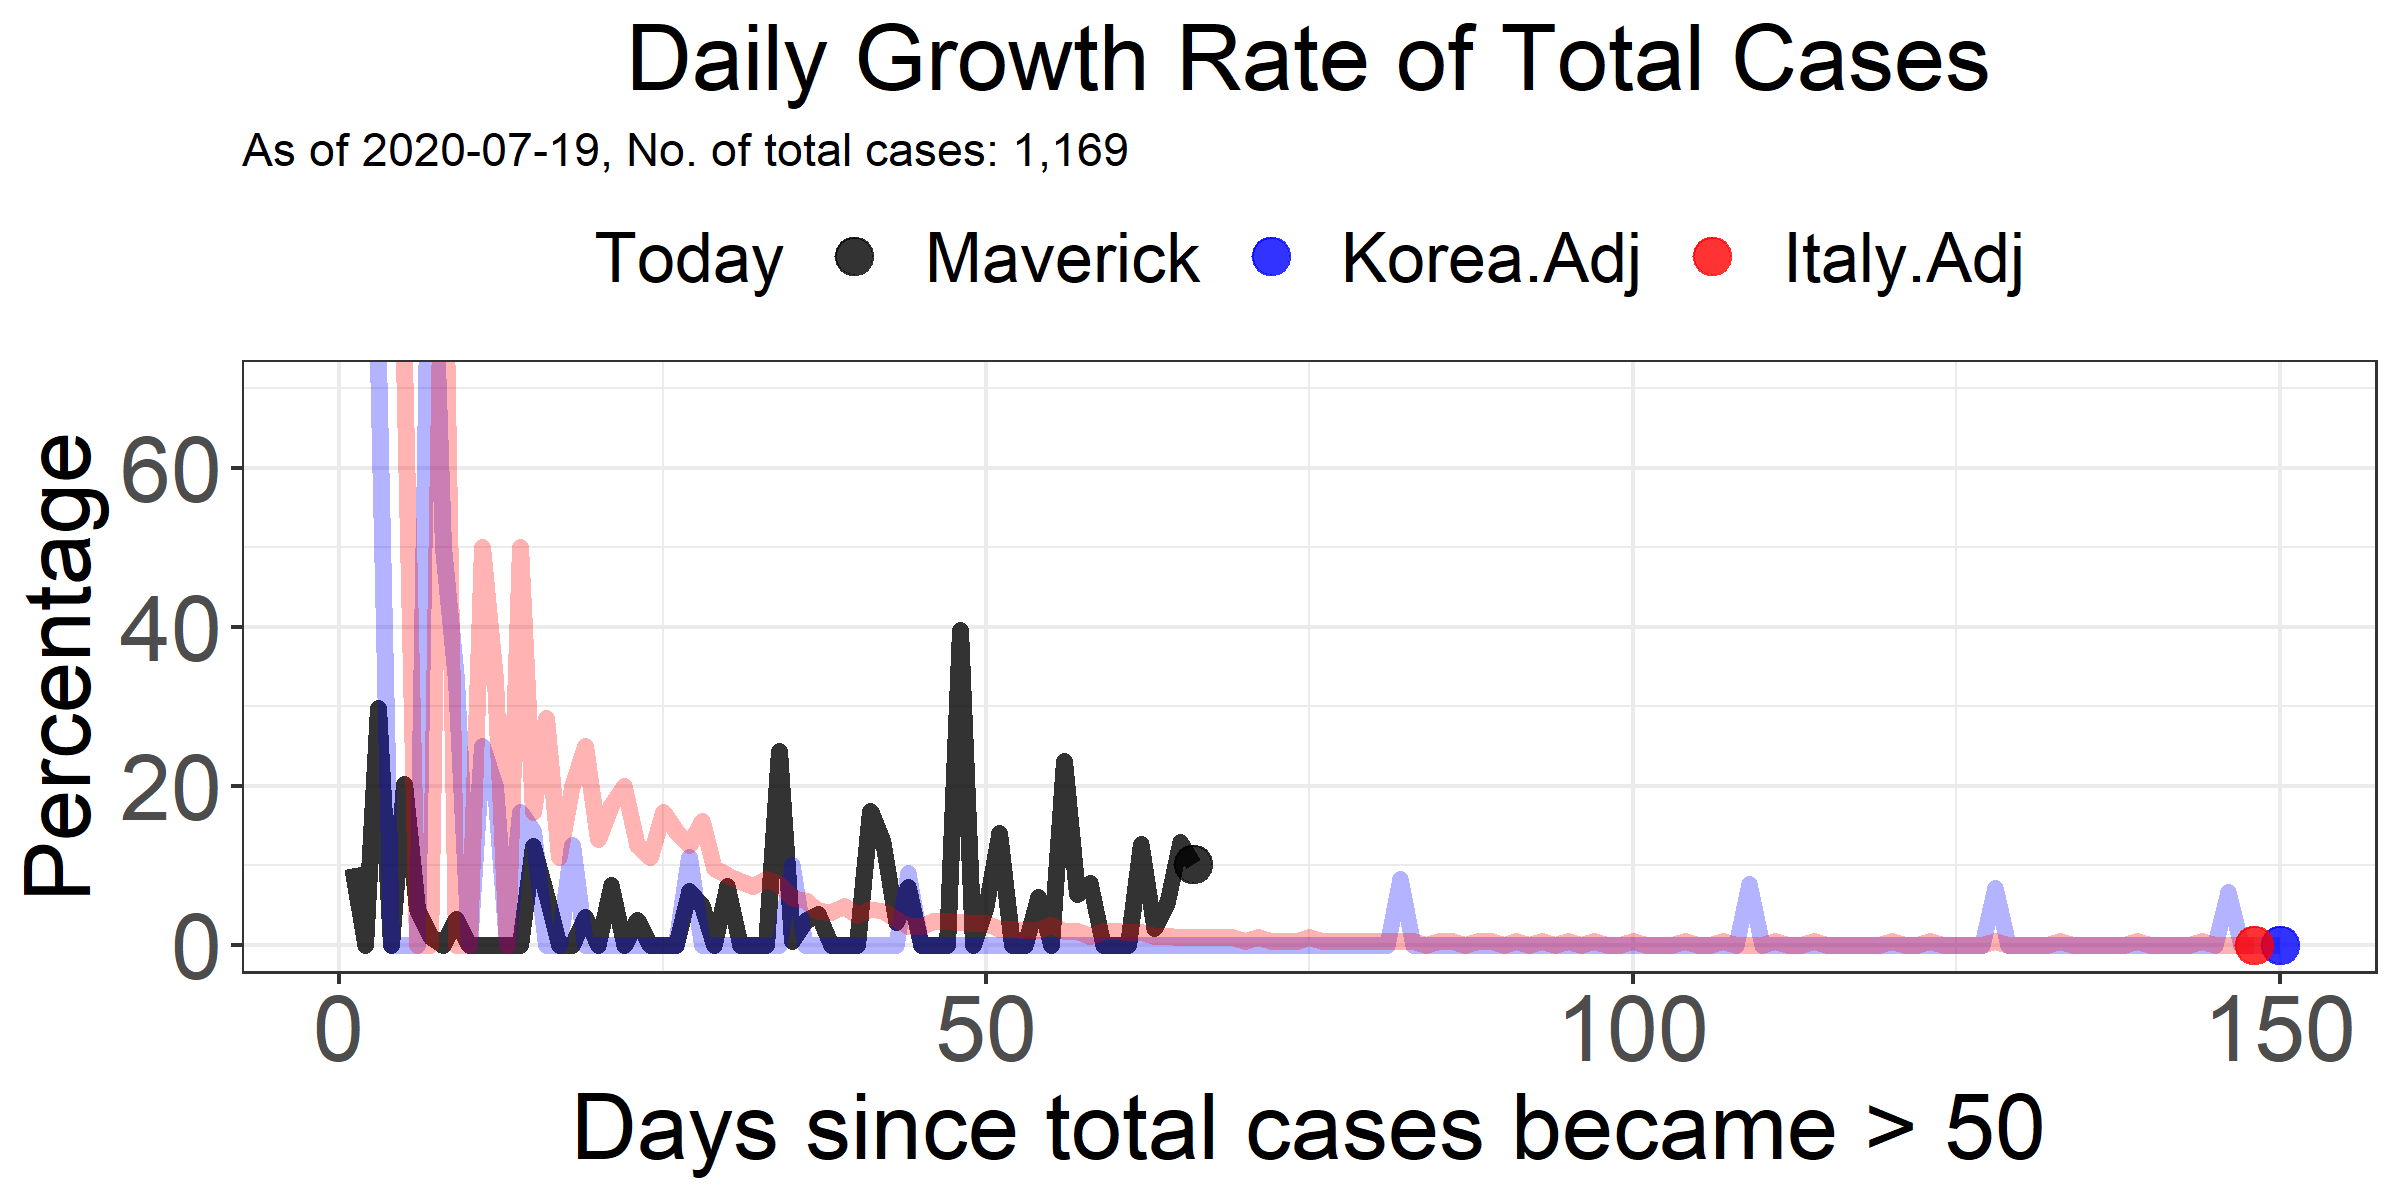 Daily Growth Rate of Total Cases
As of 2020-07-19, No. of total cases: 1,169
Today Maverick Korea.Adj Italy.Adj
Percentage
60
40
20
0
0 50 100 150
Days since total cases became > 50